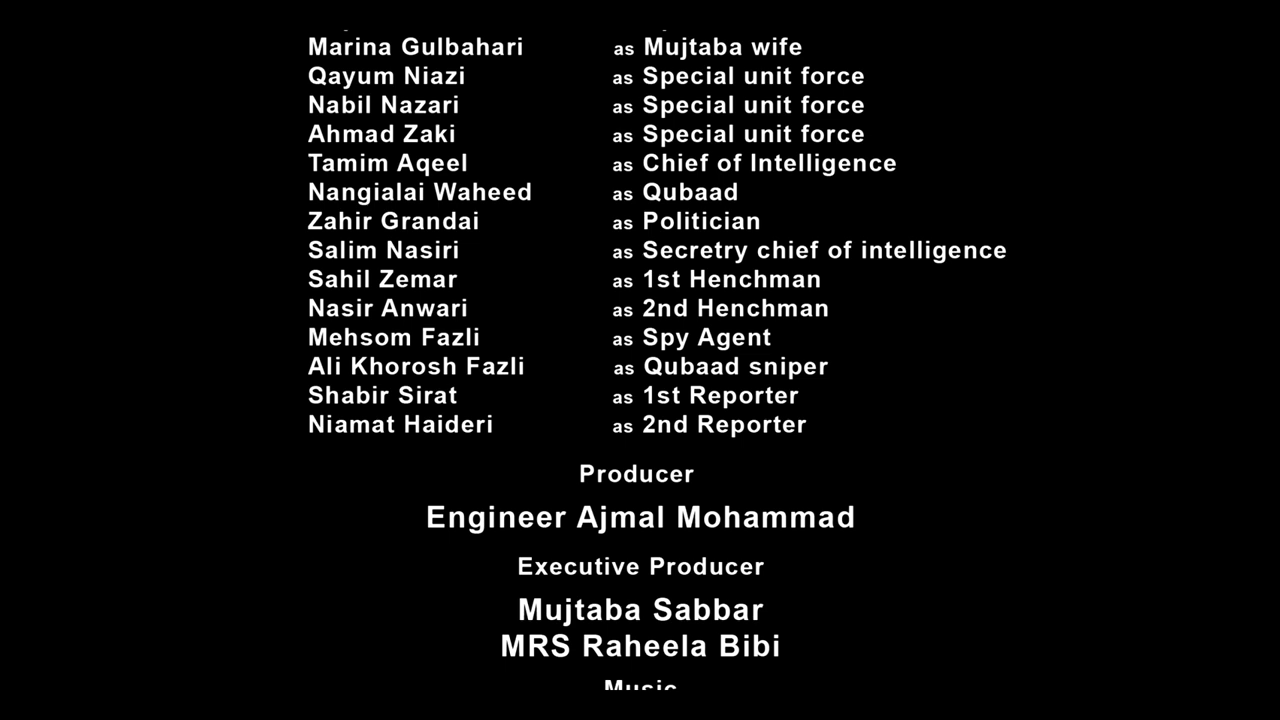 Marina Gulbahari as Mujtaba wife
Qayum Niazi as Special unit force
Nabil Nazari as Special unit force
Ahmad Zaki as Special unit force
Tamim Aqeel as Chief of Intelligence
Nangialai Waheed as Qubaad
Zahir Grandai as Politician
Salim Nasiri as Secretry chief of intelligence
Sahil Zemar as 1st Henchman
Nasir Anwari as 2nd Henchman
Mehsom Fazli as Spy Agent
Ali Khorosh Fazli as Qubaad sniper
Shabir Sirat as 1st Reporter
Niamat Haideri as 2nd Reporter
Producer
Engineer Ajmal Mohammad
Executive Producer
Mujtaba Sabbar
MRS Raheela Bibi
Music